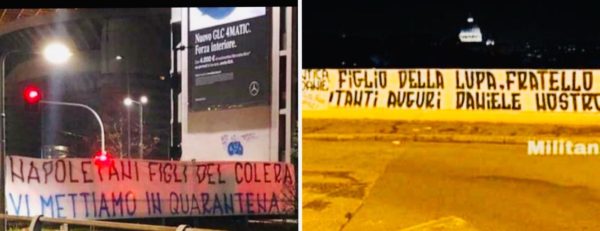 Nuovo GLC 4MATIC.
Forza interiore.
NAPOLETANI FIGLI DEL COLERA
VI METTIAMO IN QUARANTENA
FIGLIO DELLA LUPA, FRATELLO
TANTI AUGURI DANIELE NOSTRO
Militan